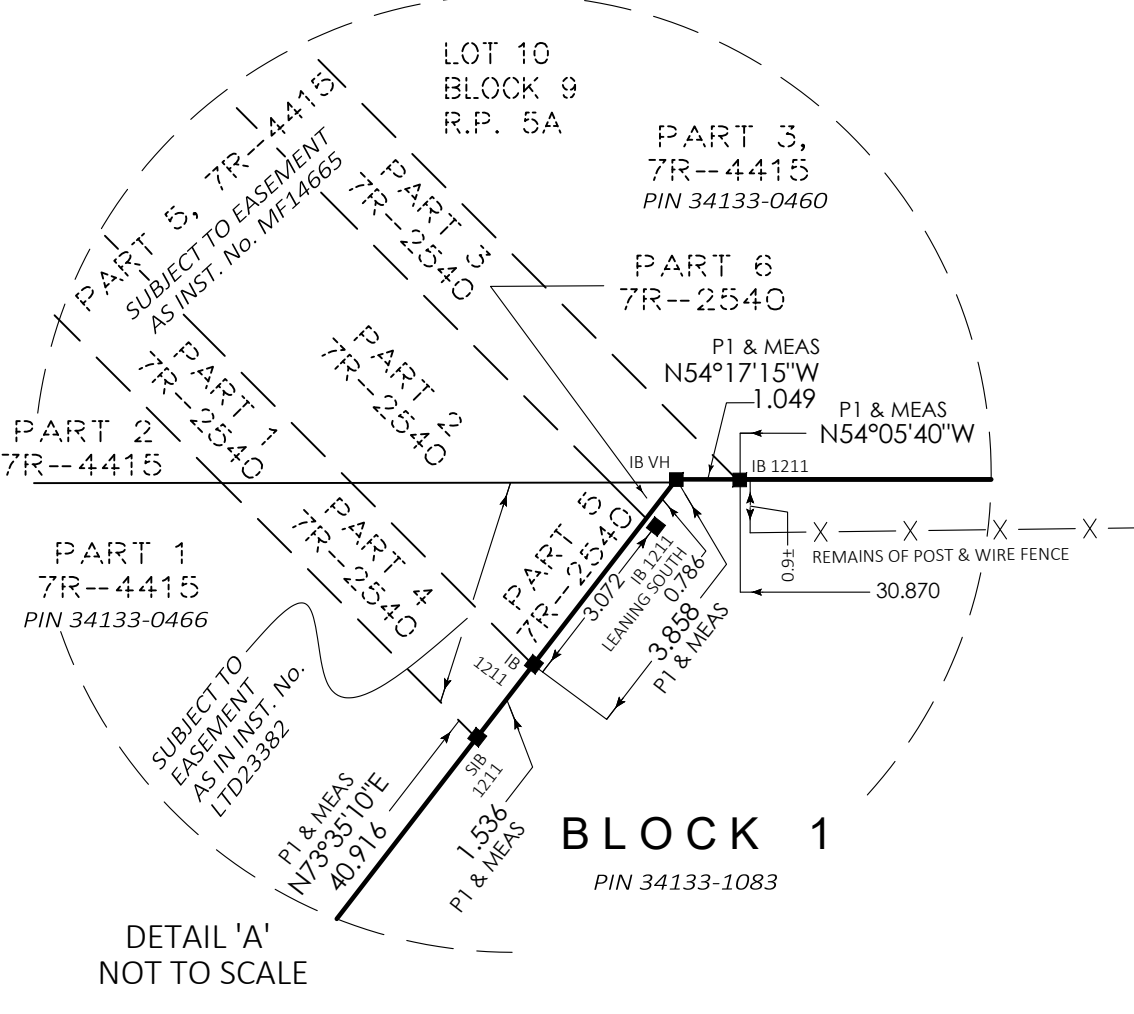 LOT 10
BLOCK 9
R.P. 5A
PART 3,
7R--4415
PIN 34133-0460
PART 5, 7R--4415
SUBJECT TO EASEMENT
AS INST. No. MF14665
PART 3
7R--2540
PART 6
7R--2540
PART 1
7R--2540
PART 2
7R--2540
P1 & MEAS
N54°17'15"W
1.049
P1 & MEAS
N54°05'40"W
PART 2
7R--4415
IB VH
IB 1211
PART 1
7R--4415
PIN 34133-0466
PART 4
7R--2540
PART 5
7R--2540
3.072
IB 1211
LEANING SOUTH
0.786
3.858
P1 & MEAS
0.9±
X
X
X
X
REMAINS OF POST & WIRE FENCE
30.870
IB
1211
SUBJECT TO
EASEMENT
AS IN INST. No.
LTD23382
SIB
1211
P1 & MEAS
N73°35'10"E
40.916
1.536
P1 & MEAS
BLOCK 1
PIN 34133-1083
DETAIL 'A'
NOT TO SCALE